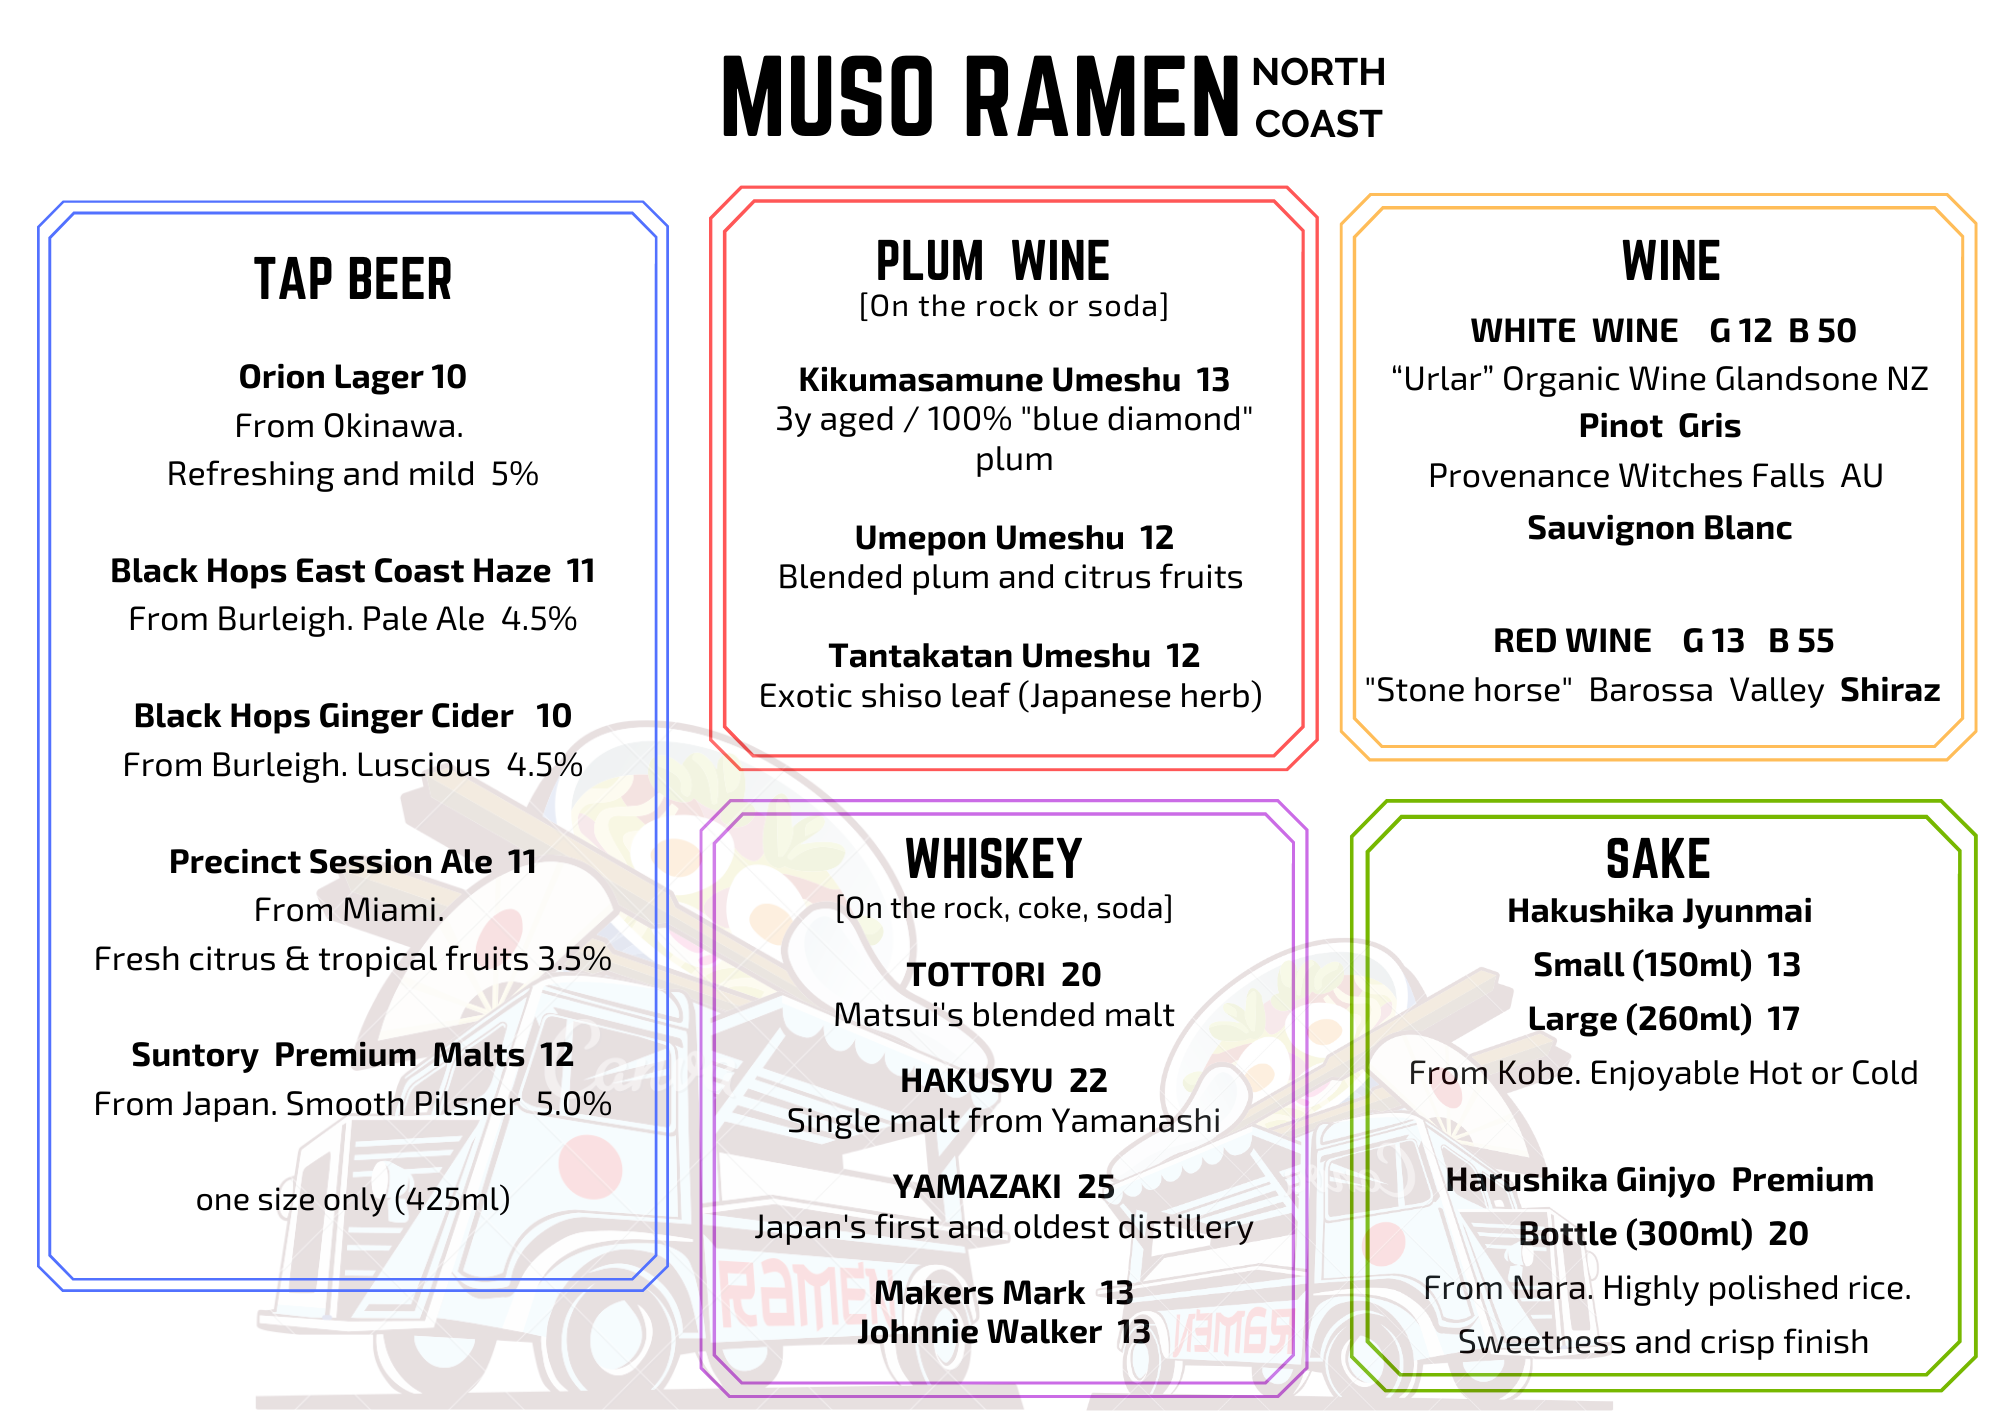 MUSO RAMEN NORTH COAST
TAP BEER
Orion Lager 10
From Okinawa.
Refreshing and mild 5%
Black Hops East Coast Haze 11
From Burleigh. Pale Ale 4.5%
Black Hops Ginger Cider 10
From Burleigh. Luscious 4.5%
Precinct Session Ale 11
From Miami.
Fresh citrus & tropical fruits 3.5%
Suntory Premium Malts 12
From Japan. Smooth Pilsner 5.0%
one size only (425ml)
PLUM WINE
[On the rock or soda]
Kikumasamune Umeshu 13
3y aged / 100% "blue diamond"
plum
Umepon Umeshu 12
Blended plum and citrus fruits
Tantakatan Umeshu 12
Exotic shiso leaf (Japanese herb)
WINE
WHITE WINE G 12 B 50
“Urlar” Organic Wine Glandsone NZ
Pinot Gris
Provenance Witches Falls AU
Sauvignon Blanc
RED WINE G 13 B 55
"Stone horse" Barossa Valley Shiraz
WHISKEY
[On the rock, coke, soda]
TOTTORI 20
Matsui's blended malt
HAKUSYU 22
Single malt from Yamanashi
YAMAZAKI 25
Japan's first and oldest distillery
Makers Mark 13
Johnnie Walker 13
SAKE
Hakushika Jyunmai
Small (150ml) 13
Large (260ml) 17
From Kobe. Enjoyable Hot or Cold
Harushika Ginjyo Premium
Bottle (300ml) 20
From Nara. Highly polished rice.
Sweetness and crisp finish
RAMEN
RAMEN